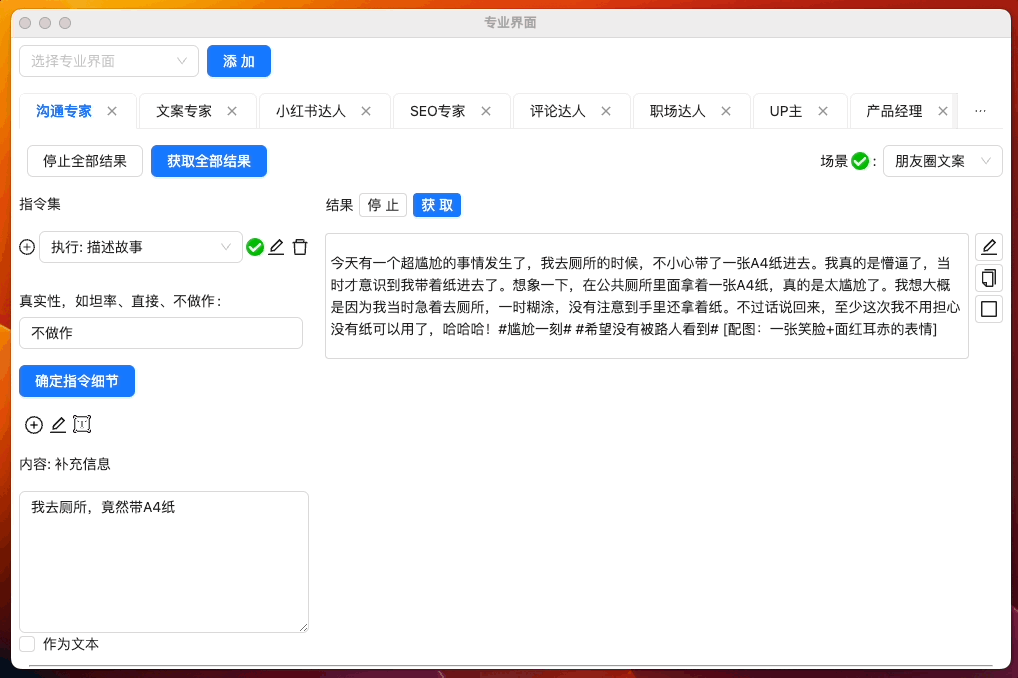 专业界面
选择专业界面
添 加
沟通专家
文案专家
小红书达人
SEO专家
评论达人
职场达人
UP主
产品经理
···
停止全部结果
获取全部结果
场景 :
朋友圈文案
指令集
结果
停 止
获 取
执行: 描述故事
今天有一个超尴尬的事情发生了，我去厕所的时候，不小心带了一张A4纸进去。我真是的懵逼了，当
时才意识到我带着纸进去了。想象一下，在公共厕所里面拿着一张A4纸，真的是太尴尬了。我想大概
是因为我当时急着去厕所，一时糊涂，没有注意到手里还拿着纸。不过话说回来，至少这次我不用担心
没有纸可以用了，哈哈哈！#尴尬一刻# #希望没有被路人看到# [配图：一张笑脸+面红耳赤的表情]
真实性，如坦率、直接、不做作：
不做作
确定指令细节
内容: 补充信息
我去厕所，竟然带A4纸
作为文本